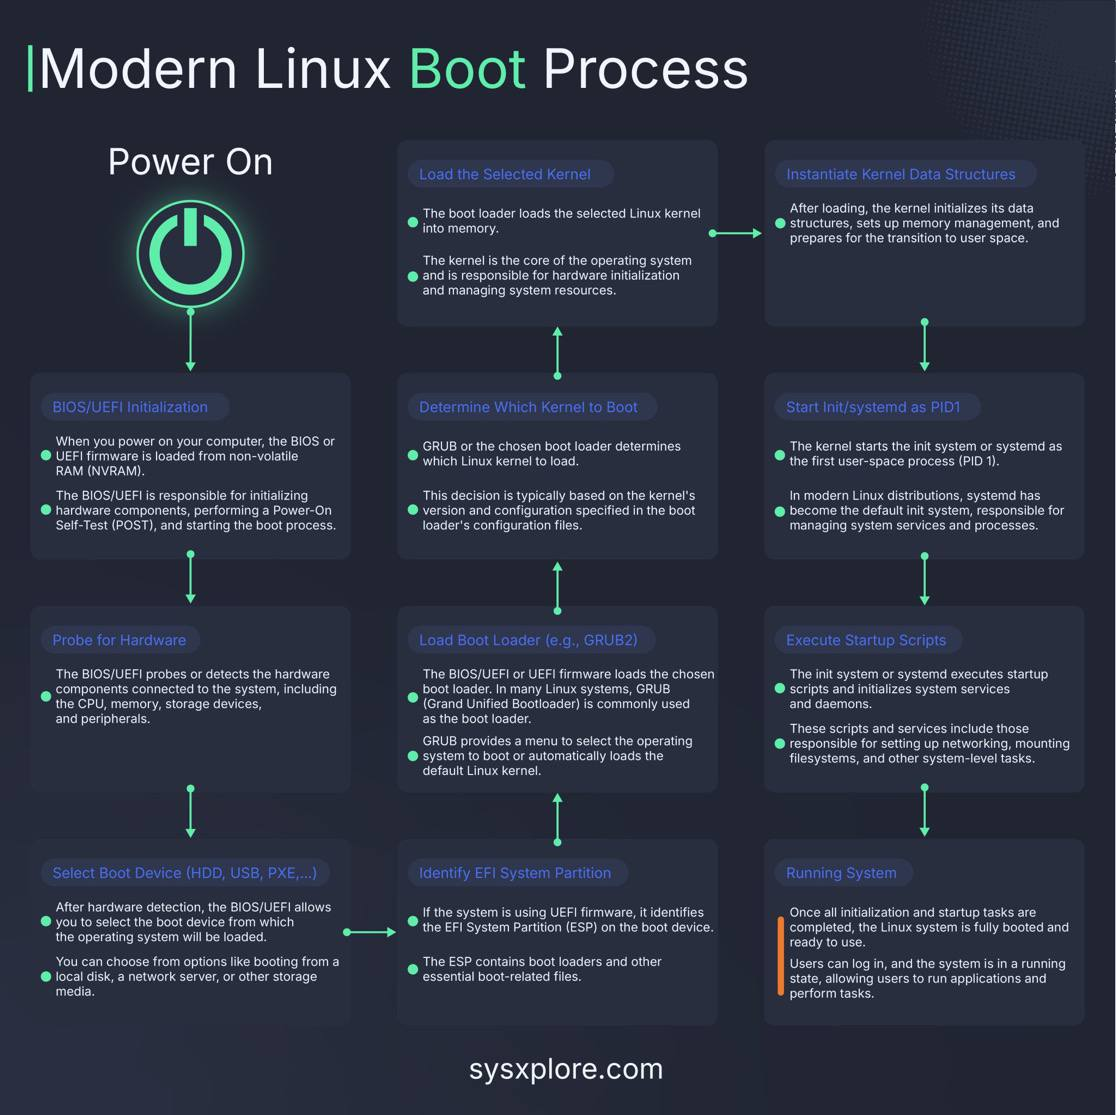 Modern Linux Boot Process
Power On
BIOS/UEFI Initialization
When you power on your computer, the BIOS or
UEFI firmware is loaded from non-volatile
RAM (NVRAM).
The BIOS/UEFI is responsible for initializing
hardware components, performing a Power-On
Self-Test (POST), and starting the boot process.
Probe for Hardware
The BIOS/UEFI probes or detects the hardware
components connected to the system, including
the CPU, memory, storage devices,
and peripherals.
Select Boot Device (HDD, USB, PXE,...)
After hardware detection, the BIOS/UEFI allows
you to select the boot device from which
the operating system will be loaded.
You can choose from options like booting from a
local disk, a network server, or other storage
media.
Identify EFI System Partition
If the system is using UEFI firmware, it identifies
the EFI System Partition (ESP) on the boot device.
The ESP contains boot loaders and other
essential boot-related files.
Load Boot Loader (e.g., GRUB2)
The BIOS/UEFI or UEFI firmware loads the chosen
boot loader. In many Linux systems, GRUB
(Grand Unified Bootloader) is commonly used
as the boot loader.
GRUB provides a menu to select the operating
system to boot or automatically loads the
default Linux kernel.
Determine Which Kernel to Boot
GRUB or the chosen boot loader determines
which Linux kernel to load.
This decision is typically based on the kernel's
version and configuration specified in the boot
loader's configuration files.
Load the Selected Kernel
The boot loader loads the selected Linux kernel
into memory.
The kernel is the core of the operating system
and is responsible for hardware initialization
and managing system resources.
Instantiate Kernel Data Structures
After loading, the kernel initializes its data
structures, sets up memory management, and
prepares for the transition to user space.
Start Init/systemd as PID1
The kernel starts the init system or systemd as
the first user-space process (PID 1).
In modern Linux distributions, systemd has
become the default init system, responsible for
managing system services and processes.
Execute Startup Scripts
The init system or systemd executes startup
scripts and initializes system services
and daemons.
These scripts and services include those
responsible for setting up networking, mounting
filesystems, and other system-level tasks.
Running System
Once all initialization and startup tasks are
completed, the Linux system is fully booted and
ready to use.
Users can log in, and the system is in a running
state, allowing users to run applications and
perform tasks.
sysxplore.com